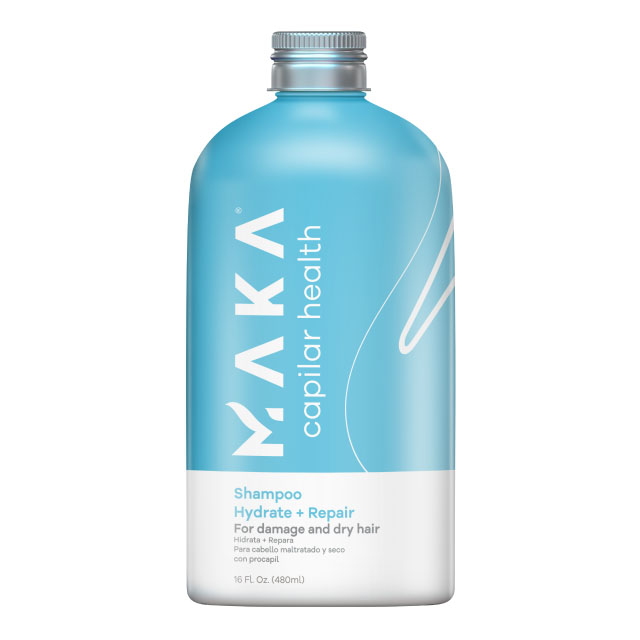 MAKA®
capilar health
Shampoo
Hydrate + Repair
For damage and dry hair
Hidrata + Repara
Para cabello maltratado y seco
con procapil
16 Fl. Oz. (480ml)